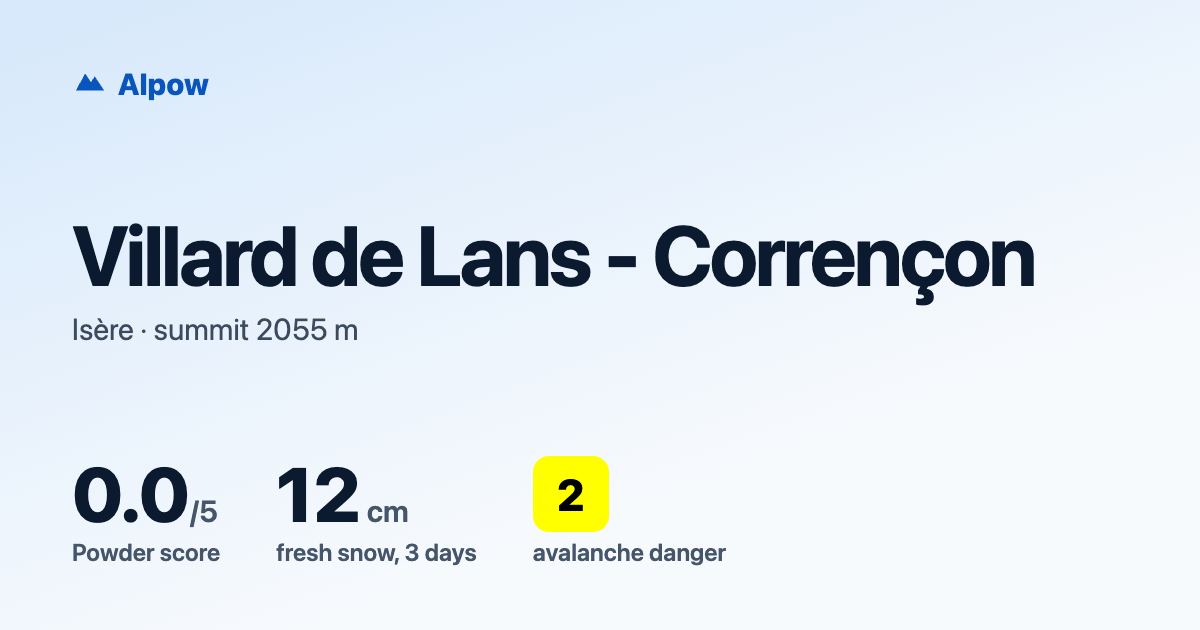 Alpow
Villard de Lans - Corrençon
Isère · summit 2055 m
0.0/5 12 cm 2
Powder score fresh snow, 3 days avalanche danger